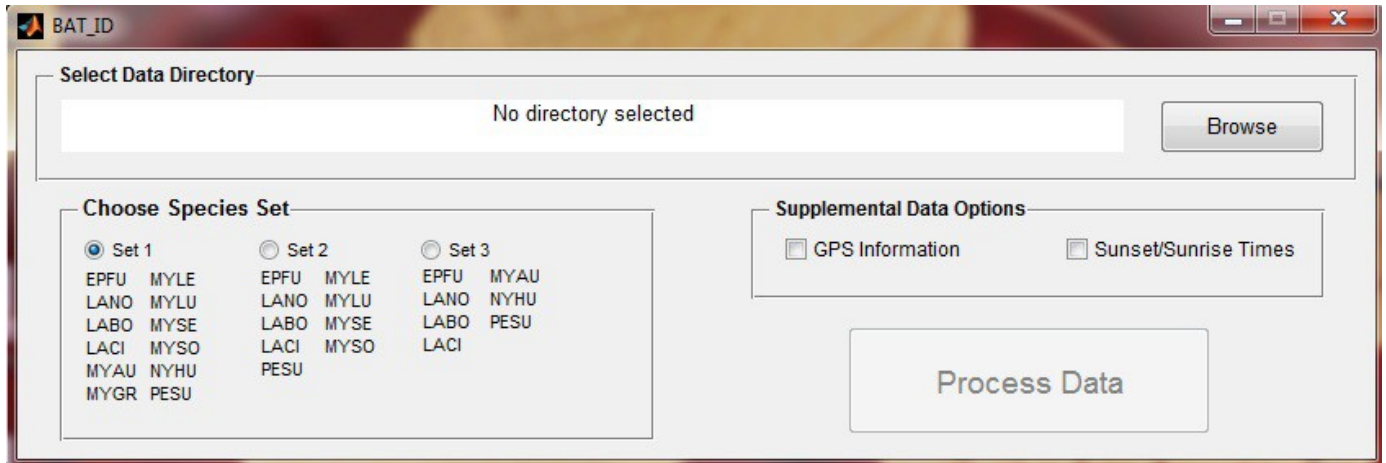 BAT_ID
Select Data Directory
No directory selected
Browse
Choose Species Set
Set 1 Set 2 Set 3
EPFU MYLE EPFU MYLE EPFU MYAU
LANO MYLU LANO MYLU LANO NYHU
LABO MYSE LABO MYSE LABO PESU
LACI MYSO LACI MYSO LACI
MYAU NYHU PESU
MYGR PESU
Supplemental Data Options
GPS Information Sunset/Sunrise Times
Process Data